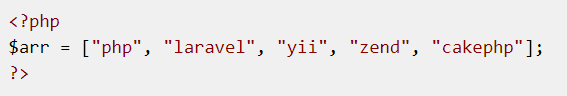 <?php
$arr = ["php", "laravel", "yii", "zend", "cakephp"];
?>